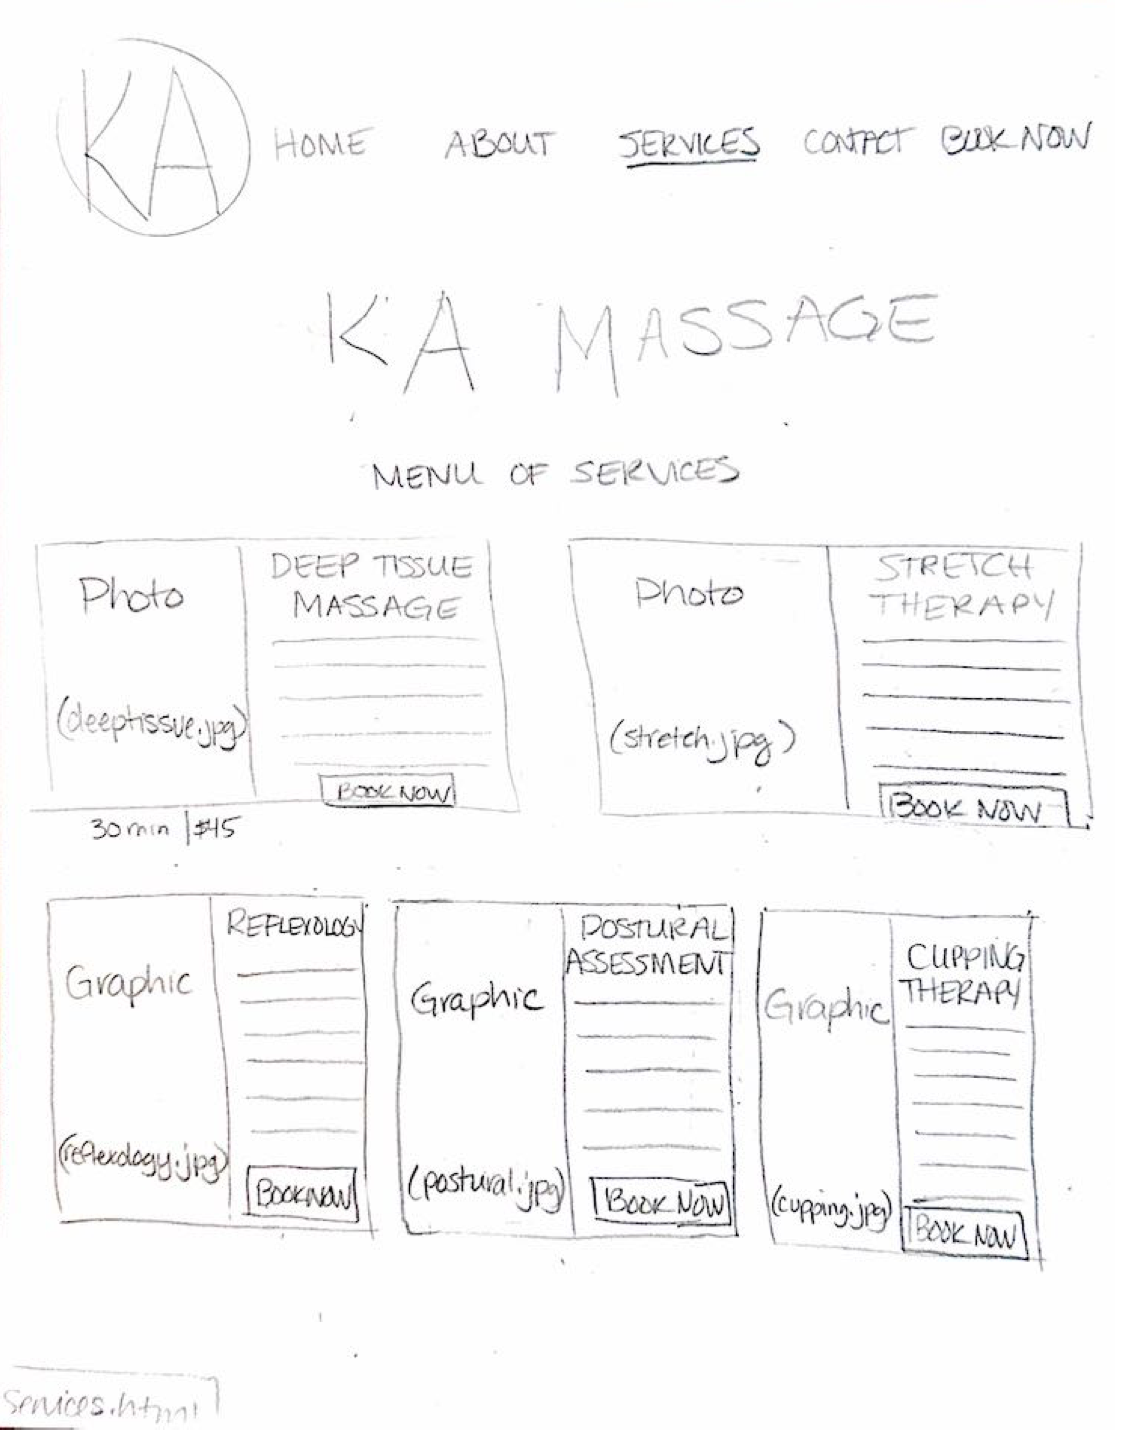 KA
HOME ABOUT SERVICES CONTACT BOOK NOW
KA MASSAGE
MENU OF SERVICES
Photo
(deeptissue.jpg)
DEEP TISSUE
MASSAGE
BOOK NOW
30 min | $45
Photo
(stretch.jpg)
STRETCH
THERAPY
BOOK NOW
Graphic
(reflexology.jpg)
REFLEXOLOGY
BOOK NOW
Graphic
(postural.jpg)
POSTURAL
ASSESSMENT
BOOK NOW
Graphic
(cupping.jpg)
CUPPING
THERAPY
BOOK NOW
services.html